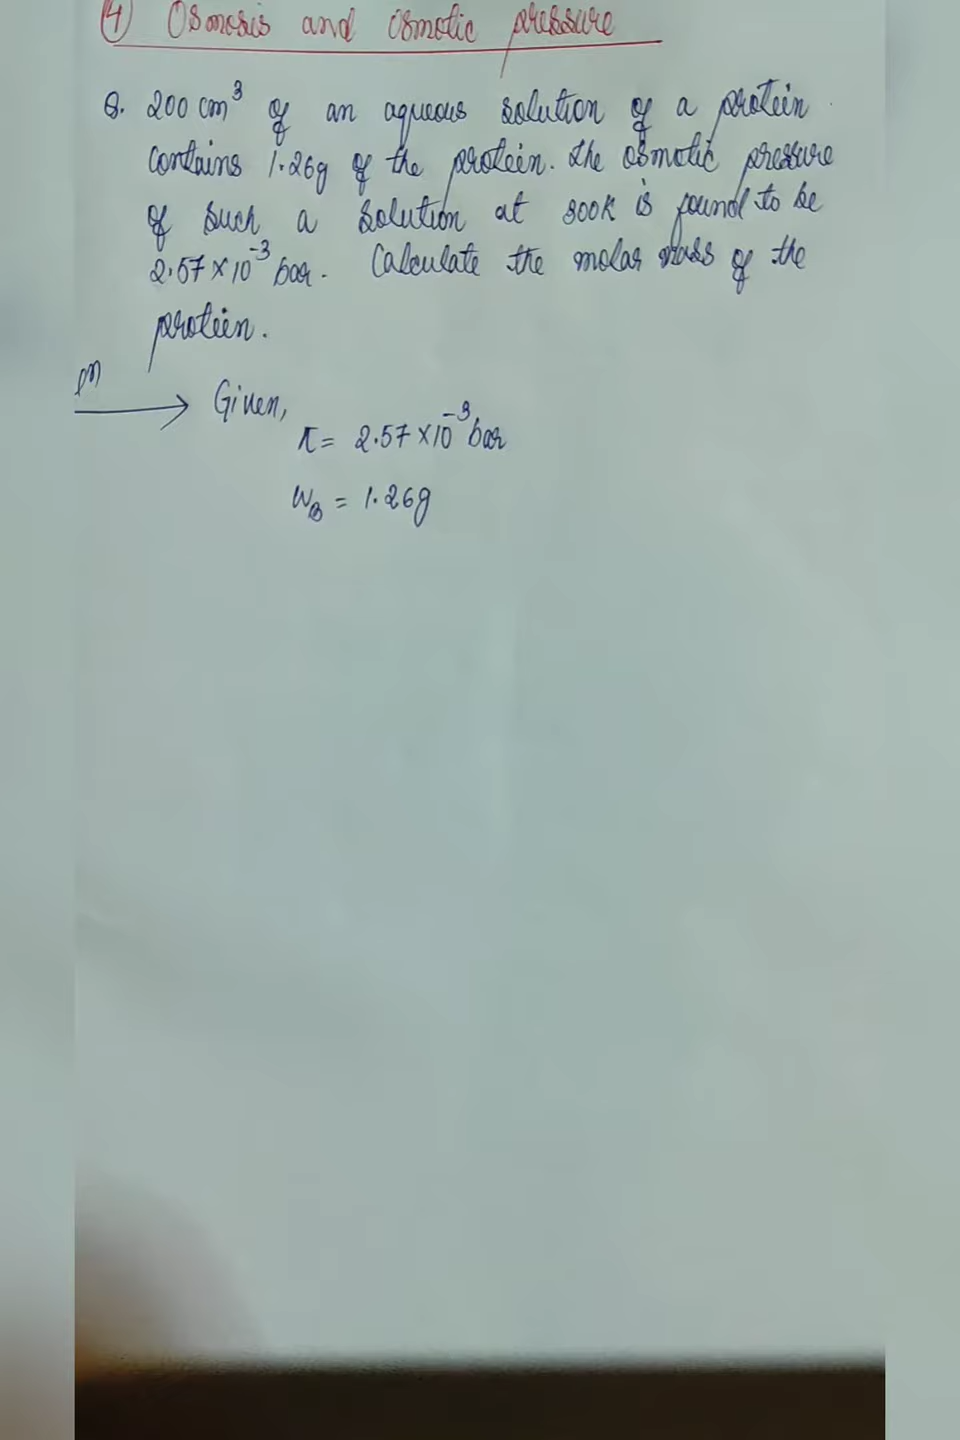 ④ Osmosis and osmotic pressure
Q. 200 cm³ of an aqueous solution of a protein
contains 1.26g of the protein. The osmotic pressure
of such a solution at 300K is found to be
2.57 × 10⁻³ bar. Calculate the molar mass of the
protein.
Given,
π = 2.57 × 10⁻³ bar
W_B = 1.26g